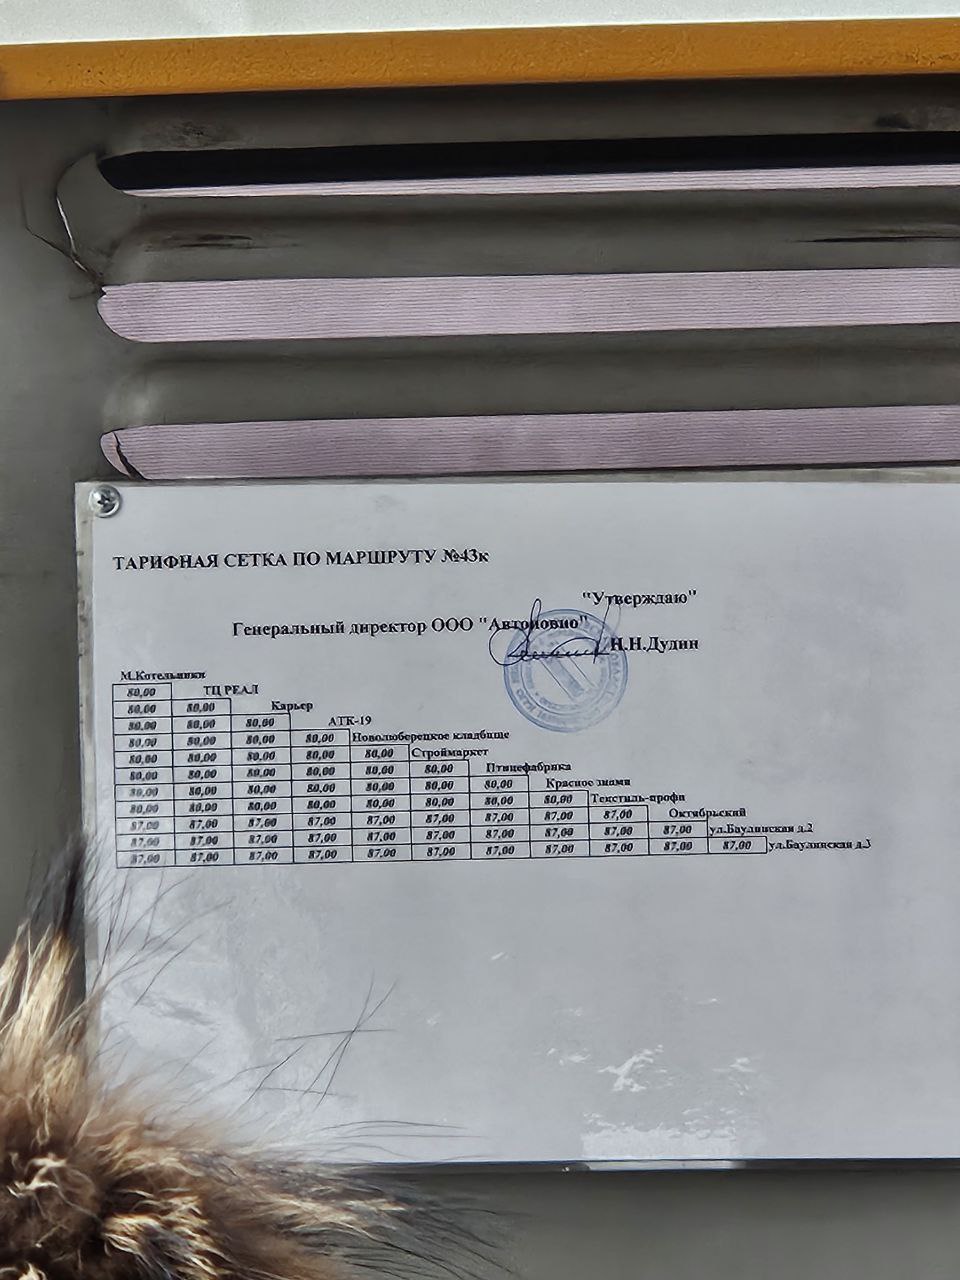 ТАРИФНАЯ СЕТКА ПО МАРШРУТУ №43к
"Утверждаю"
Генеральный директор ООО "Автоновио"
Н.Н.Дудин
М.Котельники
80,00 ТЦ РЕАЛ
80,00 80,00 Карьер
80,00 80,00 80,00 АТК-19
80,00 80,00 80,00 80,00 Новолюберецкое кладбище
80,00 80,00 80,00 80,00 80,00 Строймаркет
80,00 80,00 80,00 80,00 80,00 80,00 Птицефабрика
80,00 80,00 80,00 80,00 80,00 80,00 80,00 Красное знамя
80,00 80,00 80,00 80,00 80,00 80,00 80,00 80,00 Текстиль-профи
87,00 87,00 87,00 87,00 87,00 87,00 87,00 87,00 87,00 Октябрьский
87,00 87,00 87,00 87,00 87,00 87,00 87,00 87,00 87,00 87,00 ул.Баулинская д.2
87,00 87,00 87,00 87,00 87,00 87,00 87,00 87,00 87,00 87,00 87,00 ул.Баулинская д.3